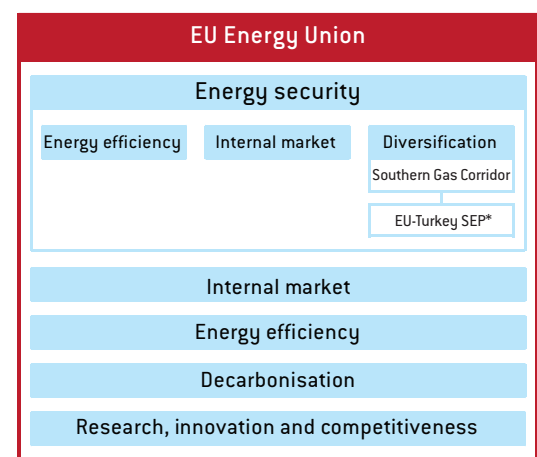 EU Energy Union
Energy security
Energy efficiency
Internal market
Diversification
Southern Gas Corridor
EU-Turkey SEP*
Internal market
Energy efficiency
Decarbonisation
Research, innovation and competitiveness